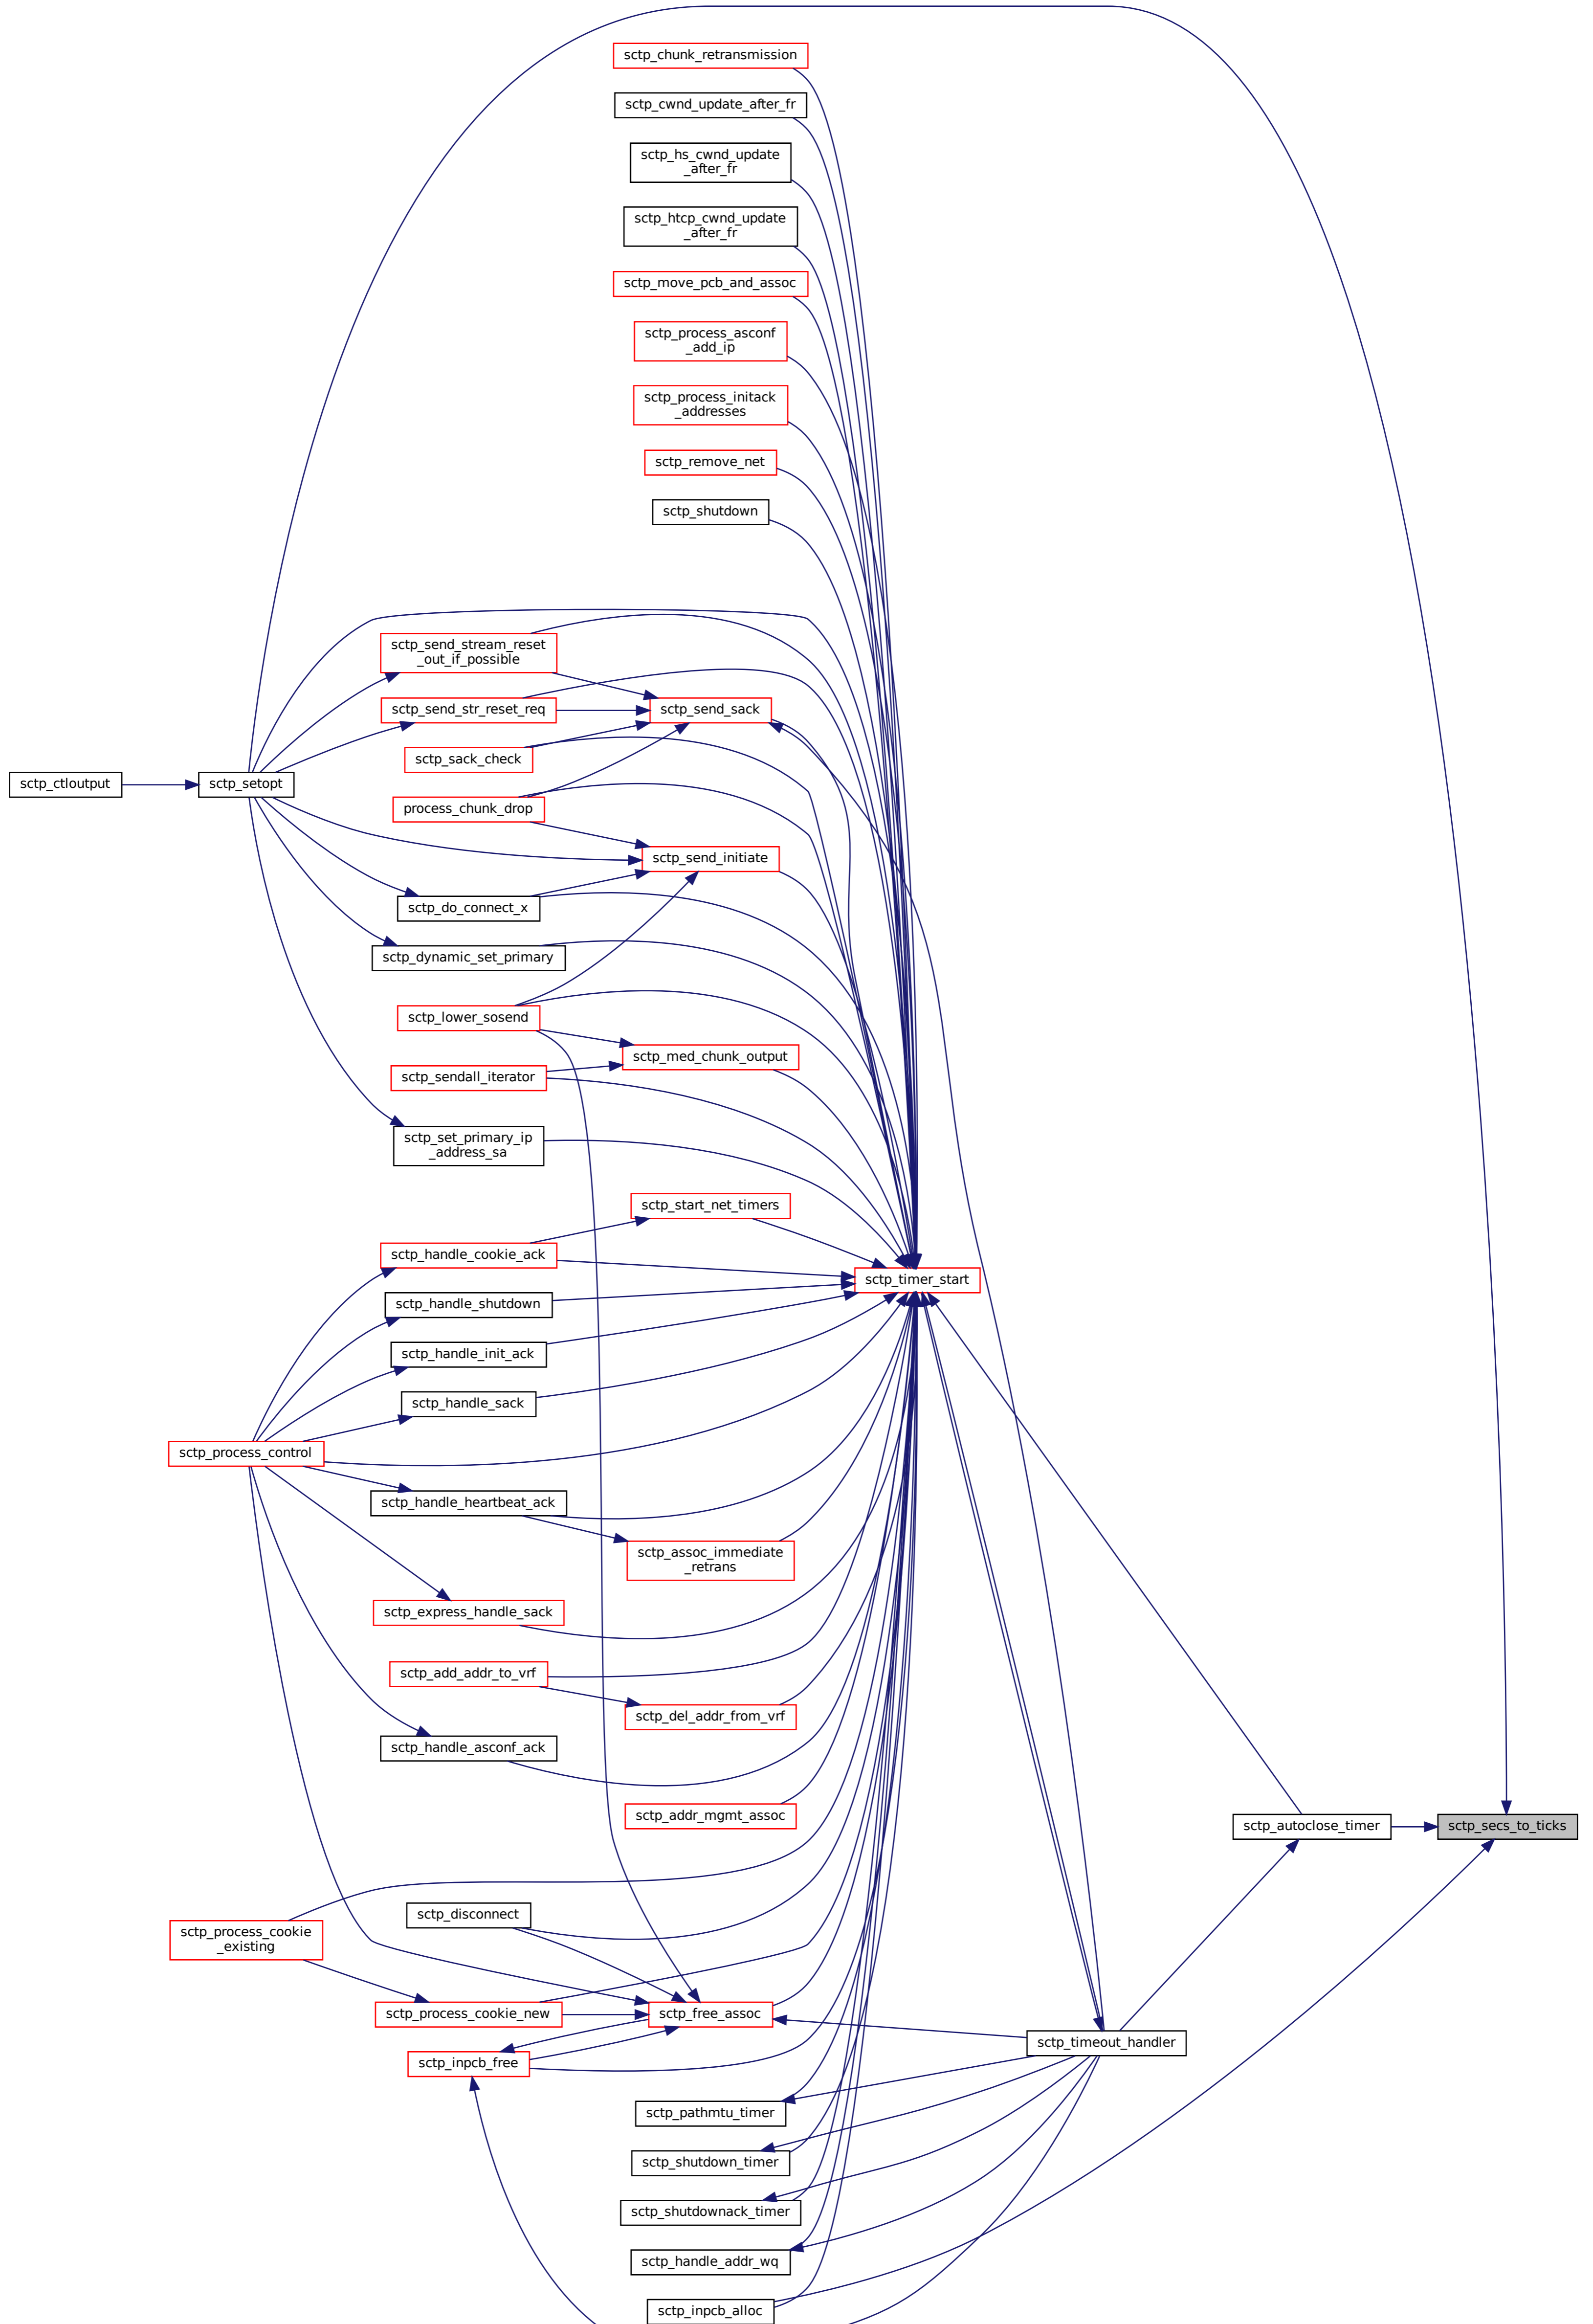 sctp_chunk_retransmission
sctp_cwnd_update_after_fr
sctp_hs_cwnd_update
_after_fr
sctp_htcp_cwnd_update
_after_fr
sctp_move_pcb_and_assoc
sctp_process_asconf
_add_ip
sctp_process_initack
_addresses
sctp_remove_net
sctp_shutdown
sctp_send_stream_reset
_out_if_possible
sctp_send_str_reset_req
sctp_send_sack
sctp_sack_check
sctp_ctloutput
sctp_setopt
process_chunk_drop
sctp_send_initiate
sctp_do_connect_x
sctp_dynamic_set_primary
sctp_lower_sosend
sctp_med_chunk_output
sctp_sendall_iterator
sctp_set_primary_ip
_address_sa
sctp_start_net_timers
sctp_handle_cookie_ack
sctp_timer_start
sctp_handle_shutdown
sctp_handle_init_ack
sctp_handle_sack
sctp_process_control
sctp_handle_heartbeat_ack
sctp_assoc_immediate
_retrans
sctp_express_handle_sack
sctp_add_addr_to_vrf
sctp_del_addr_from_vrf
sctp_handle_asconf_ack
sctp_addr_mgmt_assoc
sctp_autoclose_timer
sctp_secs_to_ticks
sctp_disconnect
sctp_process_cookie
_existing
sctp_process_cookie_new
sctp_free_assoc
sctp_timeout_handler
sctp_inpcb_free
sctp_pathmtu_timer
sctp_shutdown_timer
sctp_shutdownack_timer
sctp_handle_addr_wq
sctp_inpcb_alloc